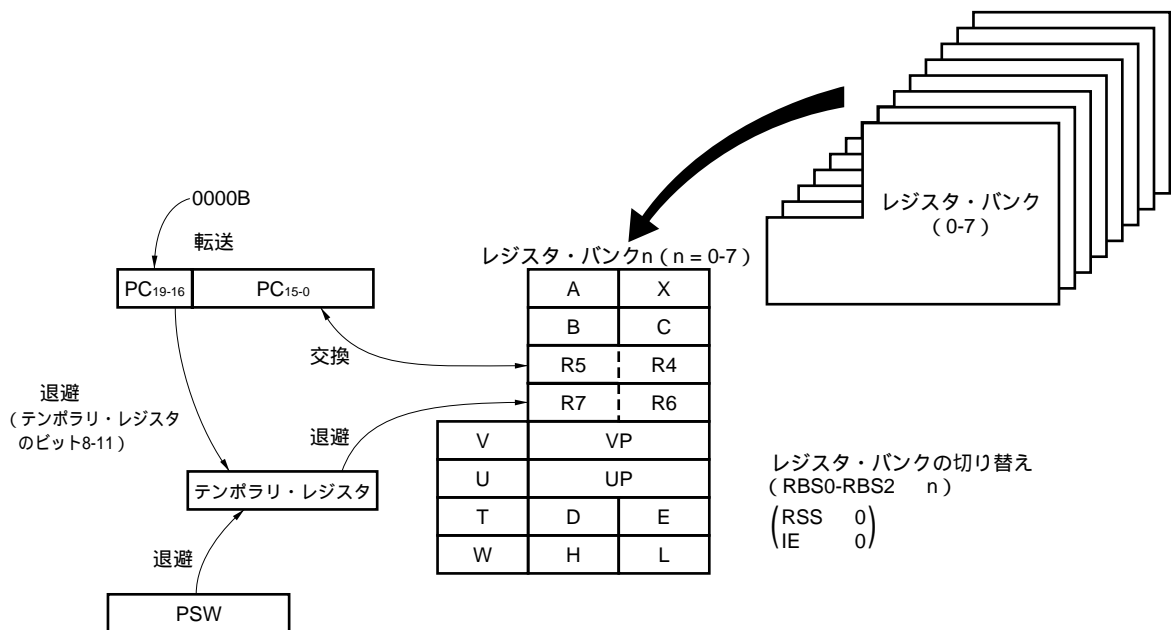 レジスタ・バンク
(0-7)
0000B
転送
PC19-16 PC15-0
交換
退避
(テンポラリ・レジスタ
のビット8-11)
退避
テンポラリ・レジスタ
退避
PSW
レジスタ・バンクn(n = 0-7)
A X
B C
R5 R4
R7 R6
V VP
U UP
T D E
W H L
レジスタ・バンクの切り替え
(RBS0-RBS2 n)
(RSS 0
IE 0)